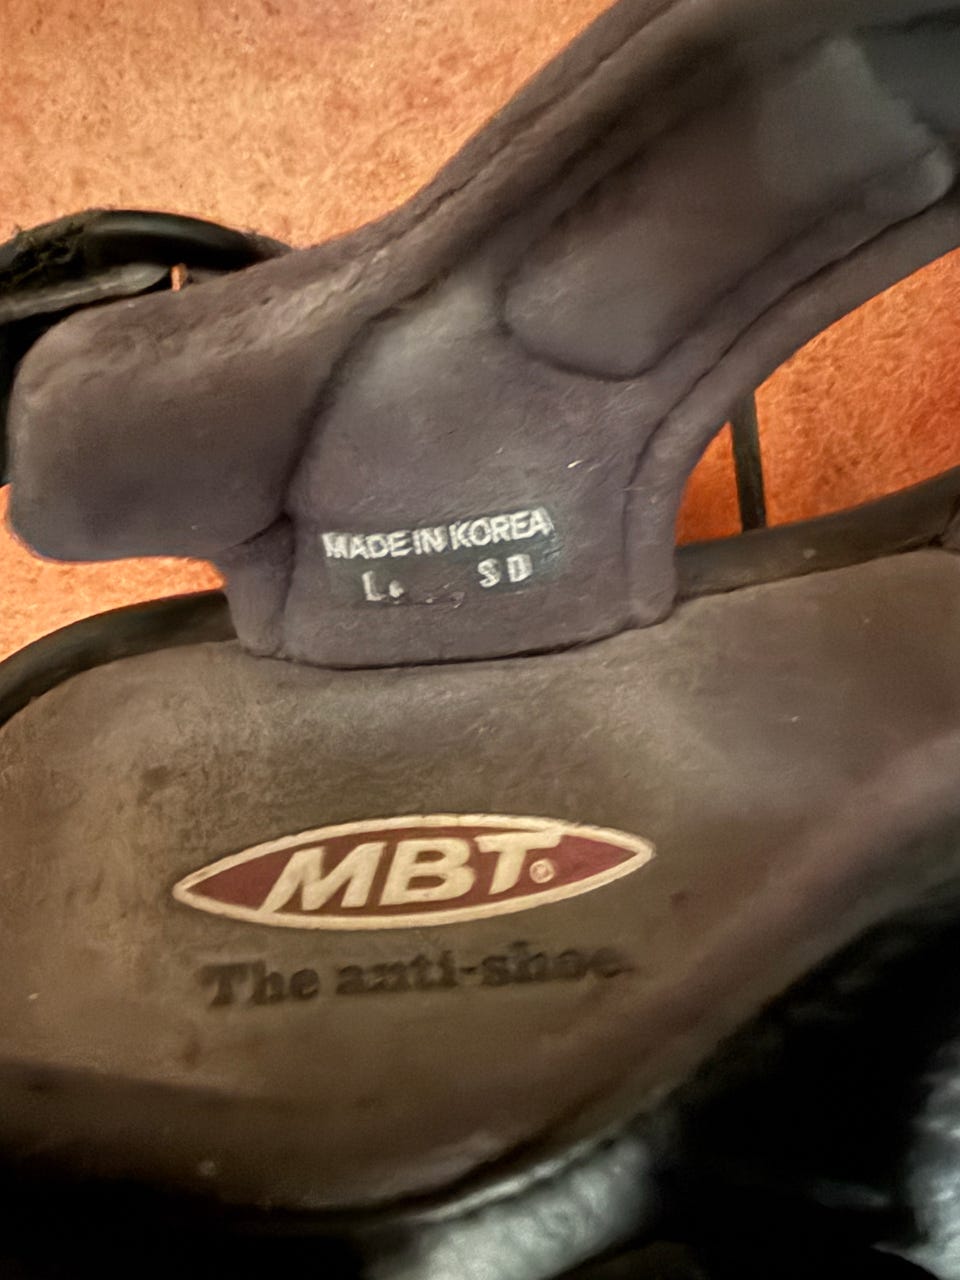 MADE IN KOREA
L. SD
MBT®
The anti-shoe.